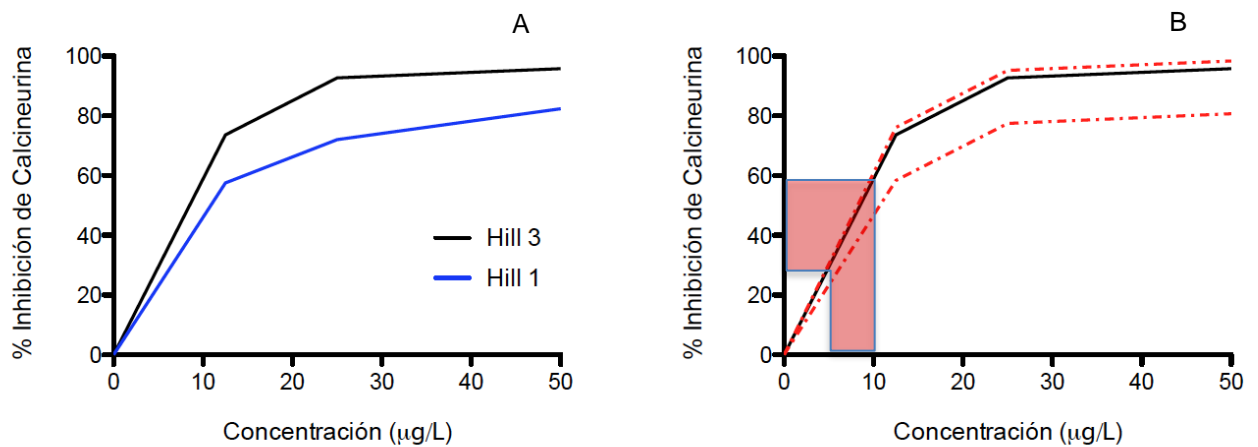 A
% Inhibición de Calcineurina
100
80
60
40
20
0
Hill 3
Hill 1
0 10 20 30 40 50
Concentración (μg/L)
B
% Inhibición de Calcineurina
100
80
60
40
20
0
0 10 20 30 40 50
Concentración (μg/L)